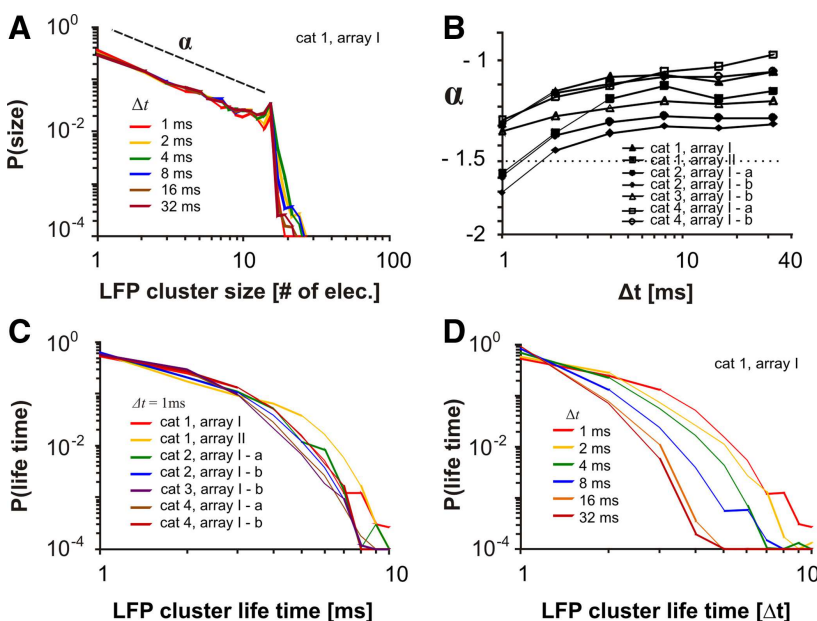 A
α
cat 1, array I
10^0
10^-2
10^-4
P(size)
Δt
1 ms
2 ms
4 ms
8 ms
16 ms
32 ms
1
10
100
LFP cluster size [# of elec.]
B
α
- 1
- 1.5
-2
cat 1, array I
cat 1, array II
cat 2, array I - a
cat 2, array I - b
cat 3, array I - b
cat 4, array I - a
cat 4, array I - b
1
10
40
Δt [ms]
C
10^0
10^-2
10^-4
P(life time)
Δt = 1ms
cat 1, array I
cat 1, array II
cat 2, array I - a
cat 2, array I - b
cat 3, array I - b
cat 4, array I - a
cat 4, array I - b
1
10
LFP cluster life time [ms]
D
cat 1, array I
10^0
10^-2
10^-4
P(life time)
Δt
1 ms
2 ms
4 ms
8 ms
16 ms
32 ms
1
10
LFP cluster life time [Δt]